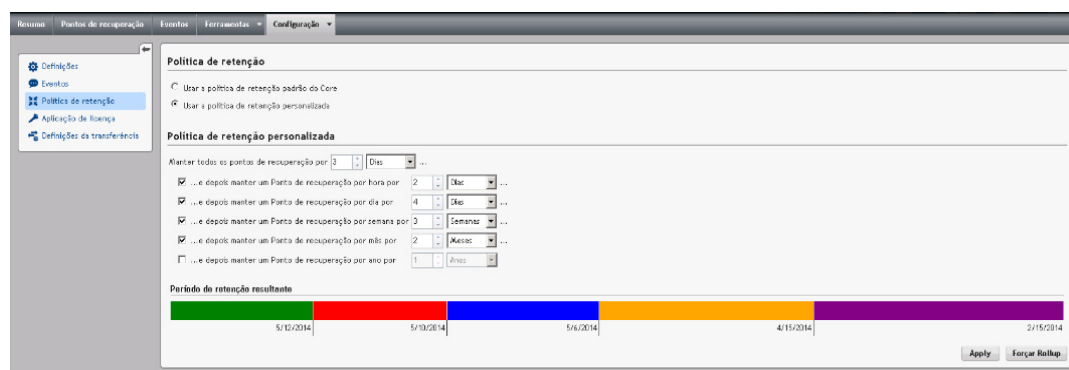 Resumo Pontos de recuperação Eventos Ferramentas Configuração
Definições
Eventos
Política de retenção
Aplicação de licença
Definições da transferência
Política de retenção
Usar a política de retenção padrão do Core
Usar a política de retenção personalizada
Política de retenção personalizada
Manter todos os pontos de recuperação por 3 Dias ...
...e depois manter um Ponto de recuperação por hora por 2 Dias ...
...e depois manter um Ponto de recuperação por dia por 4 Dias ...
...e depois manter um Ponto de recuperação por semana por 3 Semanas ...
...e depois manter um Ponto de recuperação por mês por 2 Meses ...
...e depois manter um Ponto de recuperação por ano por 1 Anos
Período de retenção resultante
5/12/2014 5/10/2014 5/6/2014 4/15/2014 2/15/2014
Apply Forçar Rollup